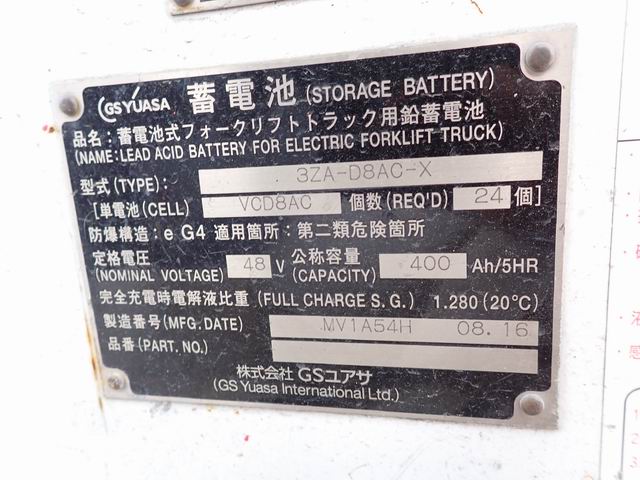 GS YUASA 蓄電池 (STORAGE BATTERY)
品名：蓄電池式フォークリフトトラック用鉛蓄電池
(NAME: LEAD ACID BATTERY FOR ELECTRIC FORKLIFT TRUCK)
型式(TYPE): 3ZA-D8AC-X
[単電池(CELL) VCD8AC 個数(REQ'D) 24 個]
防爆構造：e G4 適用箇所：第二類危険箇所
定格電圧 (NOMINAL VOLTAGE) 48 V 公称容量 (CAPACITY) 400 Ah/5HR
完全充電時電解液比重 (FULL CHARGE S.G.) 1.280 (20℃)
製造番号(MFG.DATE) MV1A54H 08.16
品番(PART.NO.)
株式会社 GSユアサ
(GS Yuasa International Ltd.)